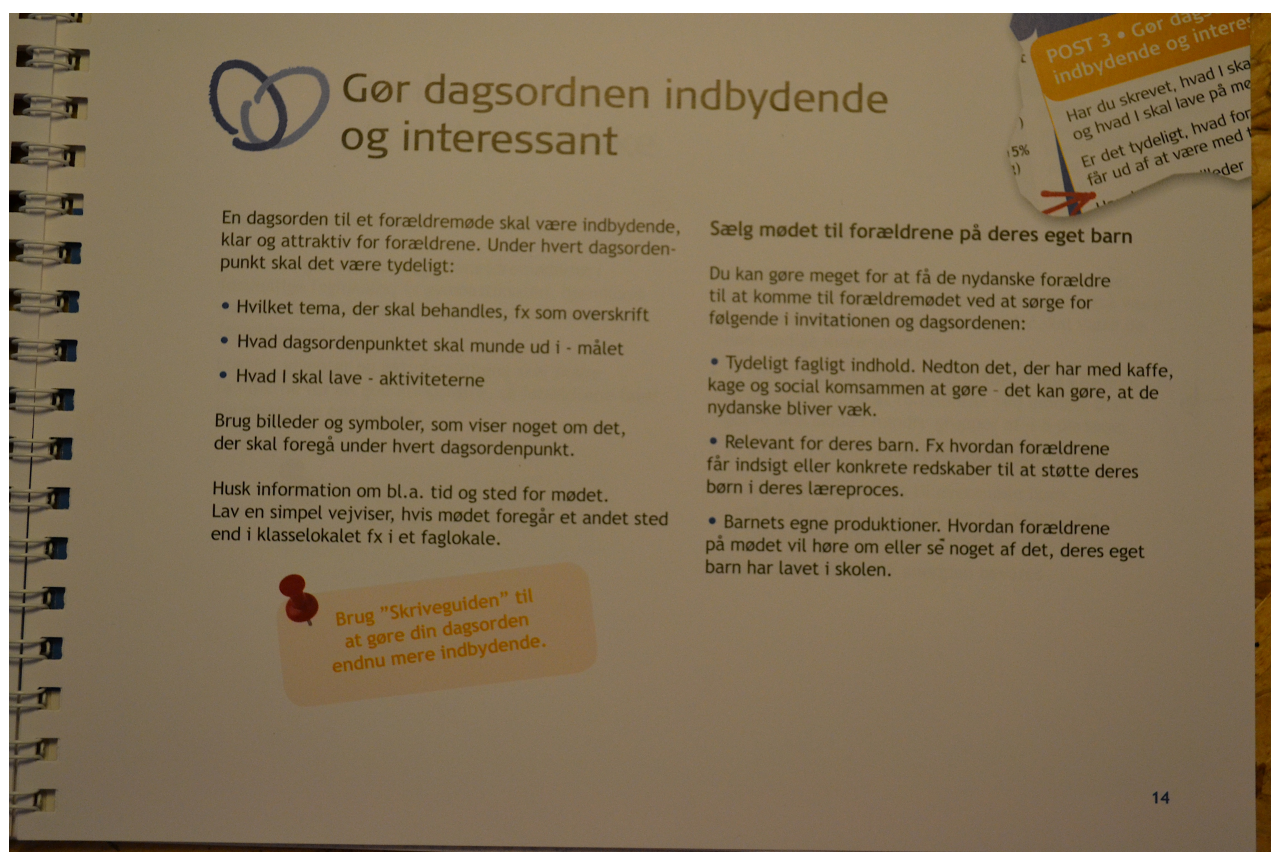 Gør dagsordnen indbydende
og interessant
En dagsorden til et forældremøde skal være indbydende,
klar og attraktiv for forældrene. Under hvert dagsorden-
punkt skal det være tydeligt:
• Hvilket tema, der skal behandles, fx som overskrift
• Hvad dagsordenpunktet skal munde ud i - målet
• Hvad I skal lave - aktiviteterne
Brug billeder og symboler, som viser noget om det,
der skal foregå under hvert dagsordenpunkt.
Husk information om bl.a. tid og sted for mødet.
Lav en simpel vejviser, hvis mødet foregår et andet sted
end i klasselokalet fx i et faglokale.
Brug "Skriveguiden" til
at gøre din dagsorden
endnu mere indbydende.
POST 3 • Gør
indbydende og
Har du skrevet, hvad I
og hvad I skal lave på
Er det tydeligt, hvad
får ud af at være med
5%
Sælg mødet til forældrene på deres eget barn
Du kan gøre meget for at få de nydanske forældre
til at komme til forældremødet ved at sørge for
følgende i invitationen og dagsordenen:
• Tydeligt fagligt indhold. Nedton det, der har med kaffe,
kage og social komsammen at gøre - det kan gøre, at de
nydanske bliver væk.
• Relevant for deres barn. Fx hvordan forældrene
får indsigt eller konkrete redskaber til at støtte deres
børn i deres læreproces.
• Barnets egne produktioner. Hvordan forældrene
på mødet vil høre om eller se noget af det, deres eget
barn har lavet i skolen.
14